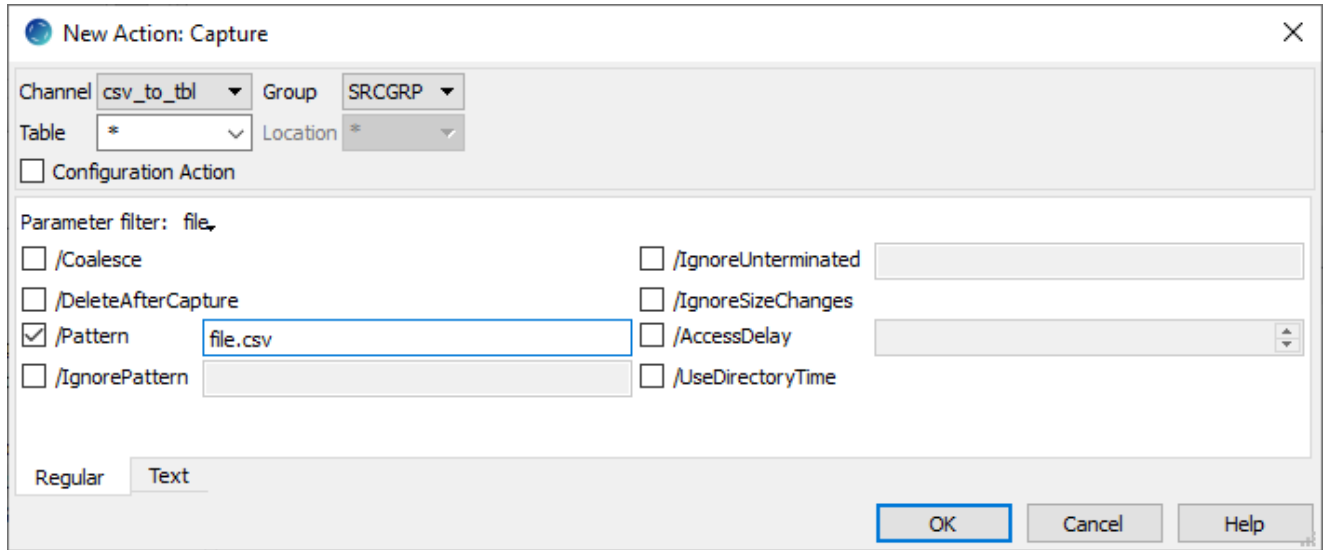 New Action: Capture
Channel csv_to_tbl Group SRCGRP
Table * Location *
Configuration Action
Parameter filter: file
/Coalesce /IgnoreUnterminated
/DeleteAfterCapture /IgnoreSizeChanges
/Pattern file.csv /AccessDelay
/IgnorePattern /UseDirectoryTime
Regular Text
OK Cancel Help